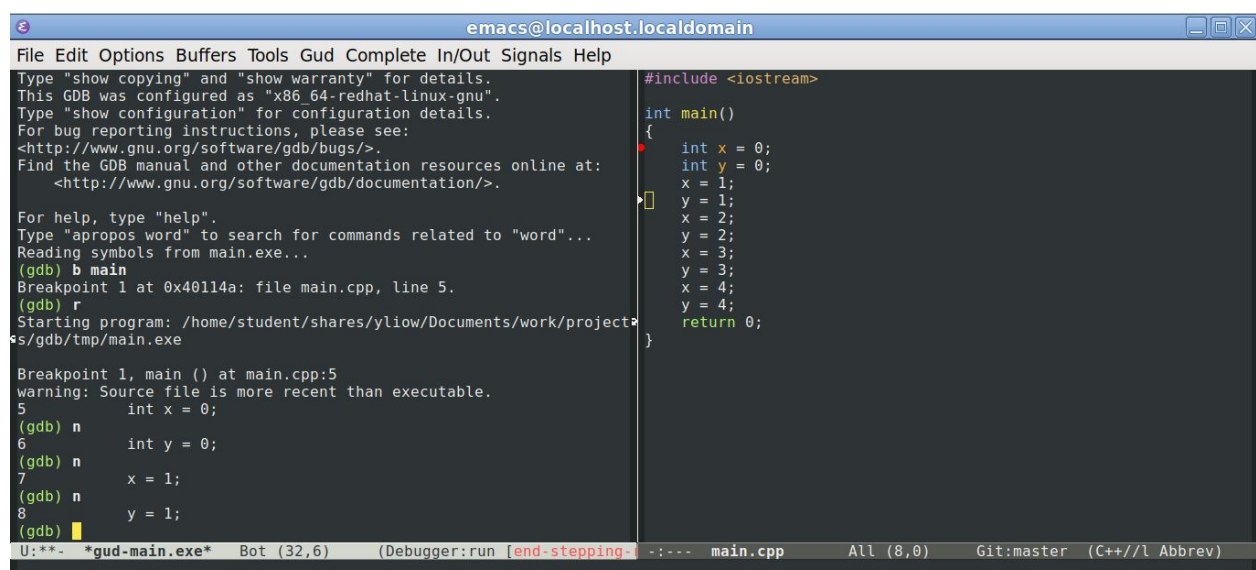 emacs@localhost.localdomain
File Edit Options Buffers Tools Gud Complete In/Out Signals Help
Type "show copying" and "show warranty" for details.
This GDB was configured as "x86_64-redhat-linux-gnu".
Type "show configuration" for configuration details.
For bug reporting instructions, please see:
<http://www.gnu.org/software/gdb/bugs/>.
Find the GDB manual and other documentation resources online at:
    <http://www.gnu.org/software/gdb/documentation/>.

For help, type "help".
Type "apropos word" to search for commands related to "word"...
Reading symbols from main.exe...
(gdb) b main
Breakpoint 1 at 0x40114a: file main.cpp, line 5.
(gdb) r
Starting program: /home/student/shares/yliow/Documents/work/project
s/gdb/tmp/main.exe

Breakpoint 1, main () at main.cpp:5
warning: Source file is more recent than executable.
5           int x = 0;
(gdb) n
6           int y = 0;
(gdb) n
7           x = 1;
(gdb) n
8           y = 1;
(gdb)
U:**-  *gud-main.exe*   Bot (32,6)     (Debugger:run [end-stepping-
#include <iostream>

int main()
{
    int x = 0;
    int y = 0;
    x = 1;
    y = 1;
    x = 2;
    y = 2;
    x = 3;
    y = 3;
    x = 4;
    y = 4;
    return 0;
}
-:---  main.cpp       All (8,0)     Git:master  (C++//l Abbrev)